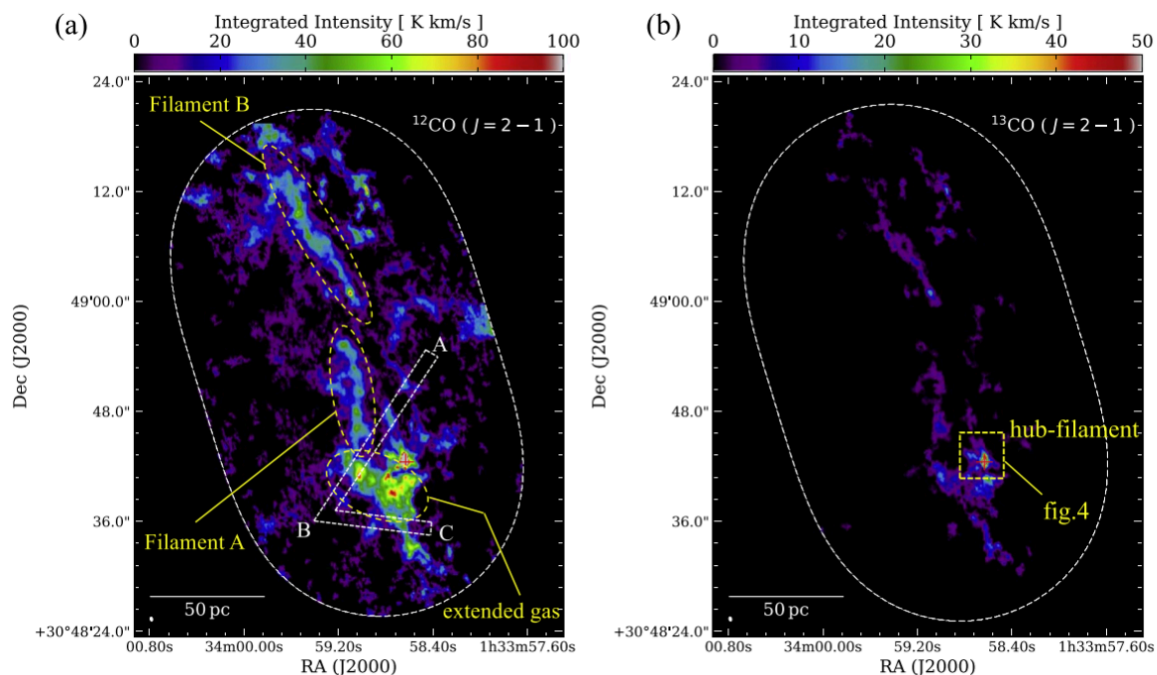 (a)
Integrated Intensity [ K km/s ]
0 20 40 60 80 100
24.0"
12.0"
49'00.0"
48.0"
36.0"
+30°48'24.0"
Dec (J2000)
Filament B
¹²CO ( J = 2 − 1 )
A
Filament A
B
C
extended gas
50 pc
00.80s 34m00.00s 59.20s 58.40s 1h33m57.60s
RA (J2000)
(b)
Integrated Intensity [ K km/s ]
0 10 20 30 40 50
24.0"
12.0"
49'00.0"
48.0"
36.0"
+30°48'24.0"
Dec (J2000)
¹³CO ( J = 2 − 1 )
hub-filament
fig.4
50 pc
00.80s 34m00.00s 59.20s 58.40s 1h33m57.60s
RA (J2000)